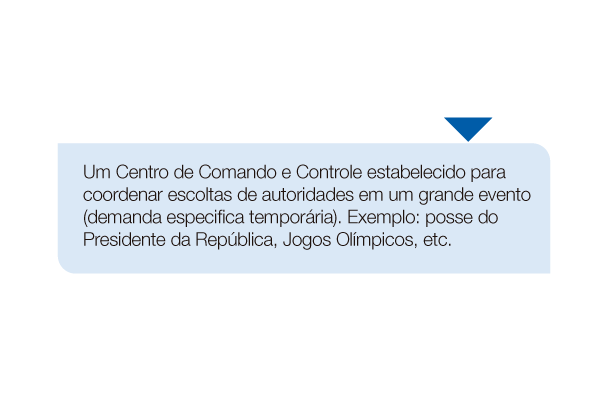 Um Centro de Comando e Controle estabelecido para
coordenar escoltas de autoridades em um grande evento
(demanda especifica temporária). Exemplo: posse do
Presidente da República, Jogos Olímpicos, etc.